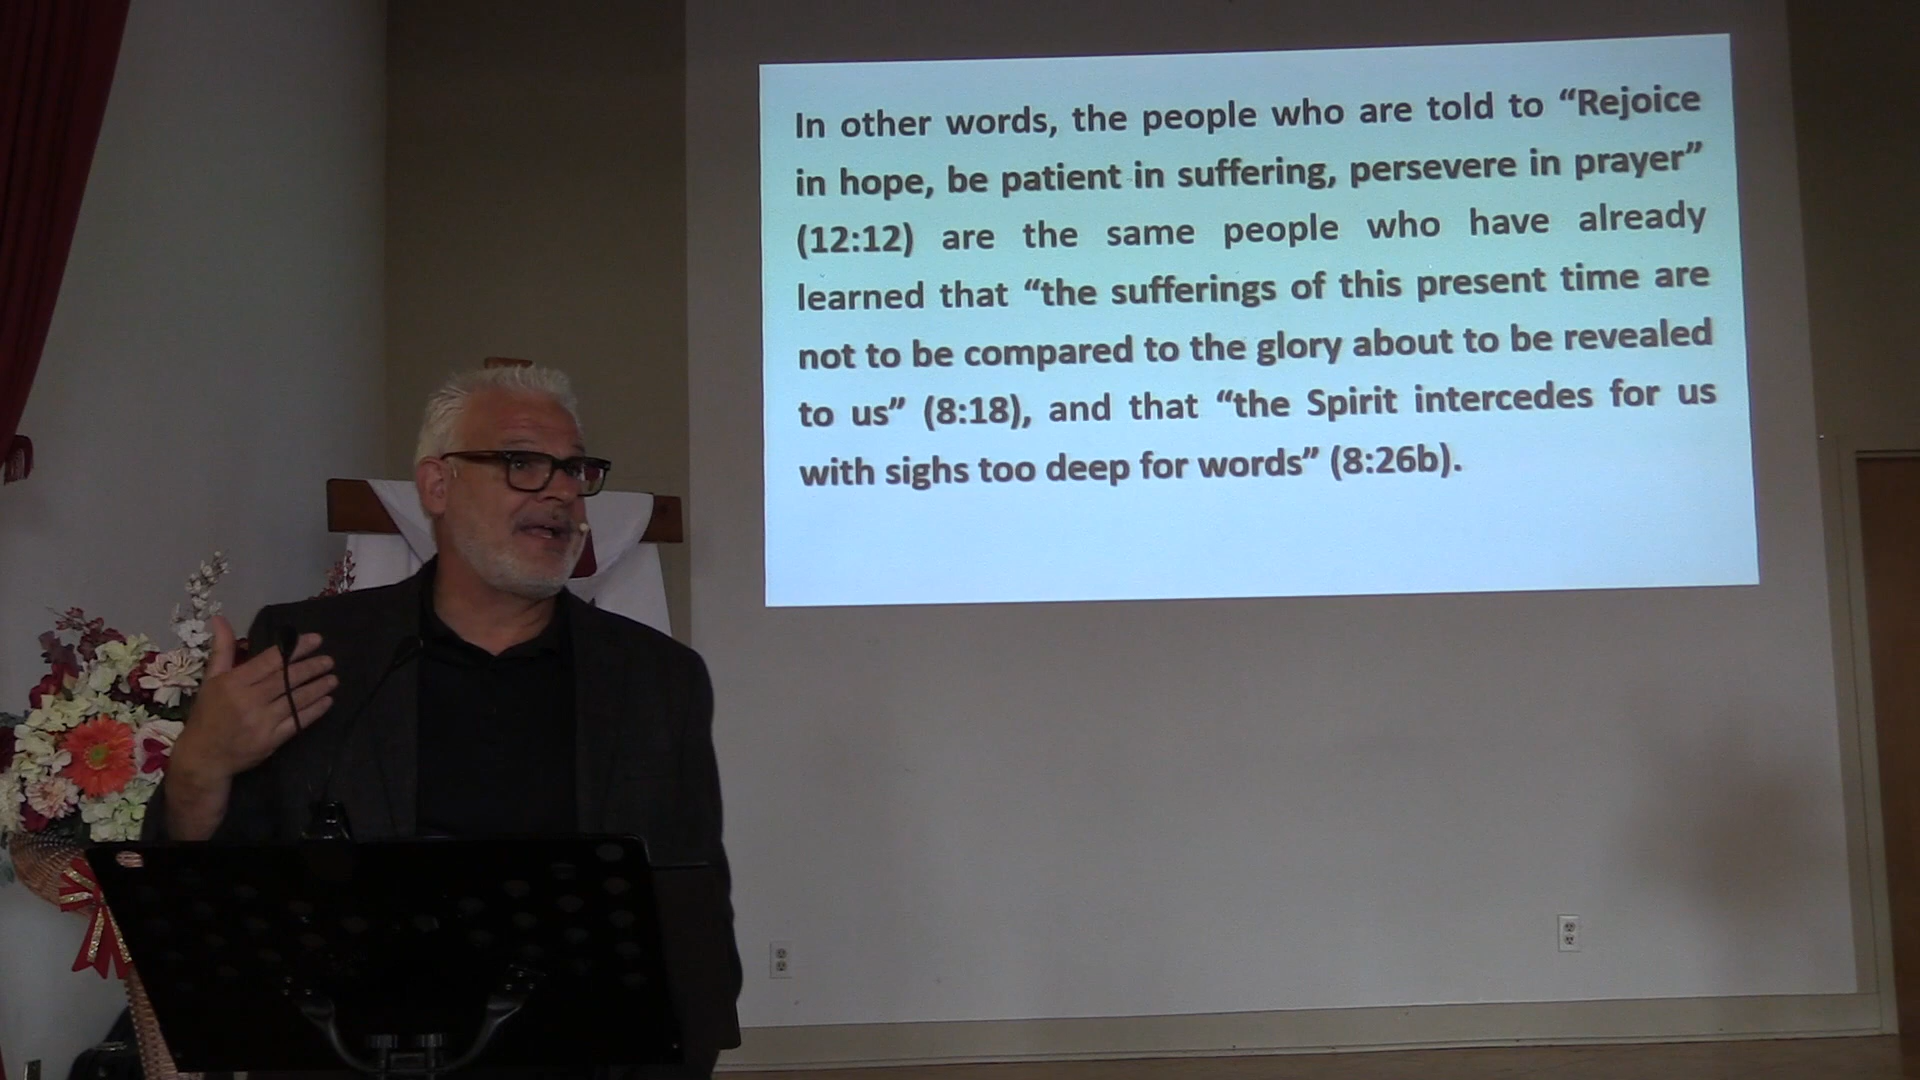 In other words, the people who are told to “Rejoice
in hope, be patient in suffering, persevere in prayer”
(12:12) are the same people who have already
learned that “the sufferings of this present time are
not to be compared to the glory about to be revealed
to us” (8:18), and that “the Spirit intercedes for us
with sighs too deep for words” (8:26b).